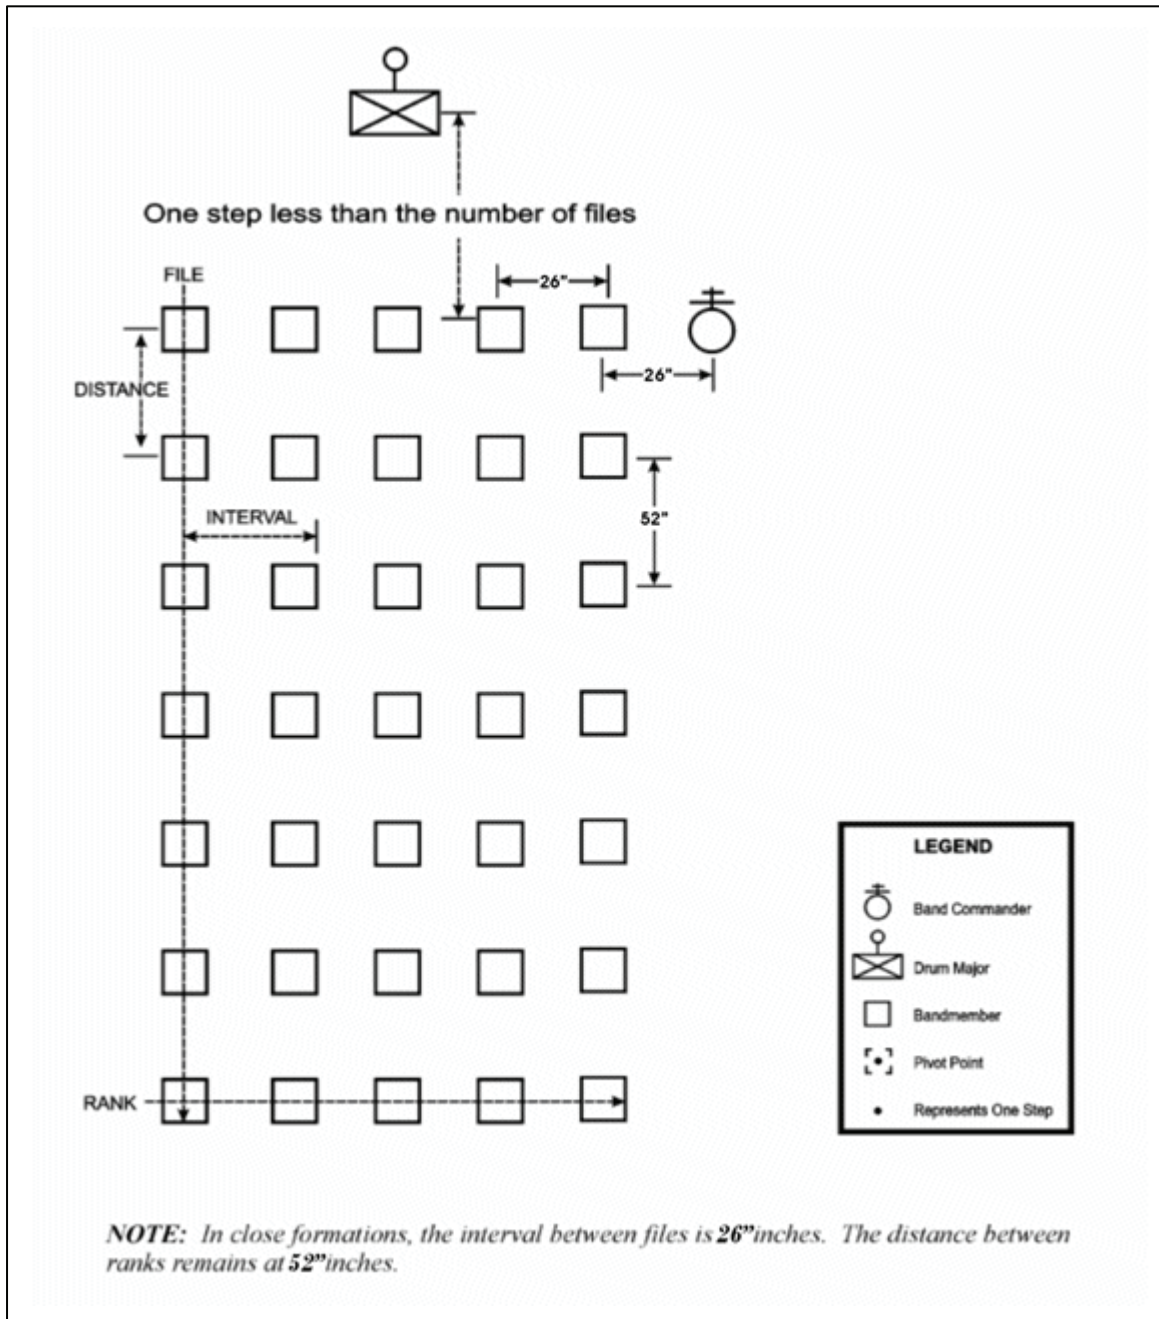 One step less than the number of files
FILE
26"
DISTANCE
26"
INTERVAL
52"
RANK
LEGEND
Band Commander
Drum Major
Bandmember
Pivot Point
Represents One Step
NOTE: In close formations, the interval between files is 26” inches. The distance between
ranks remains at 52” inches.